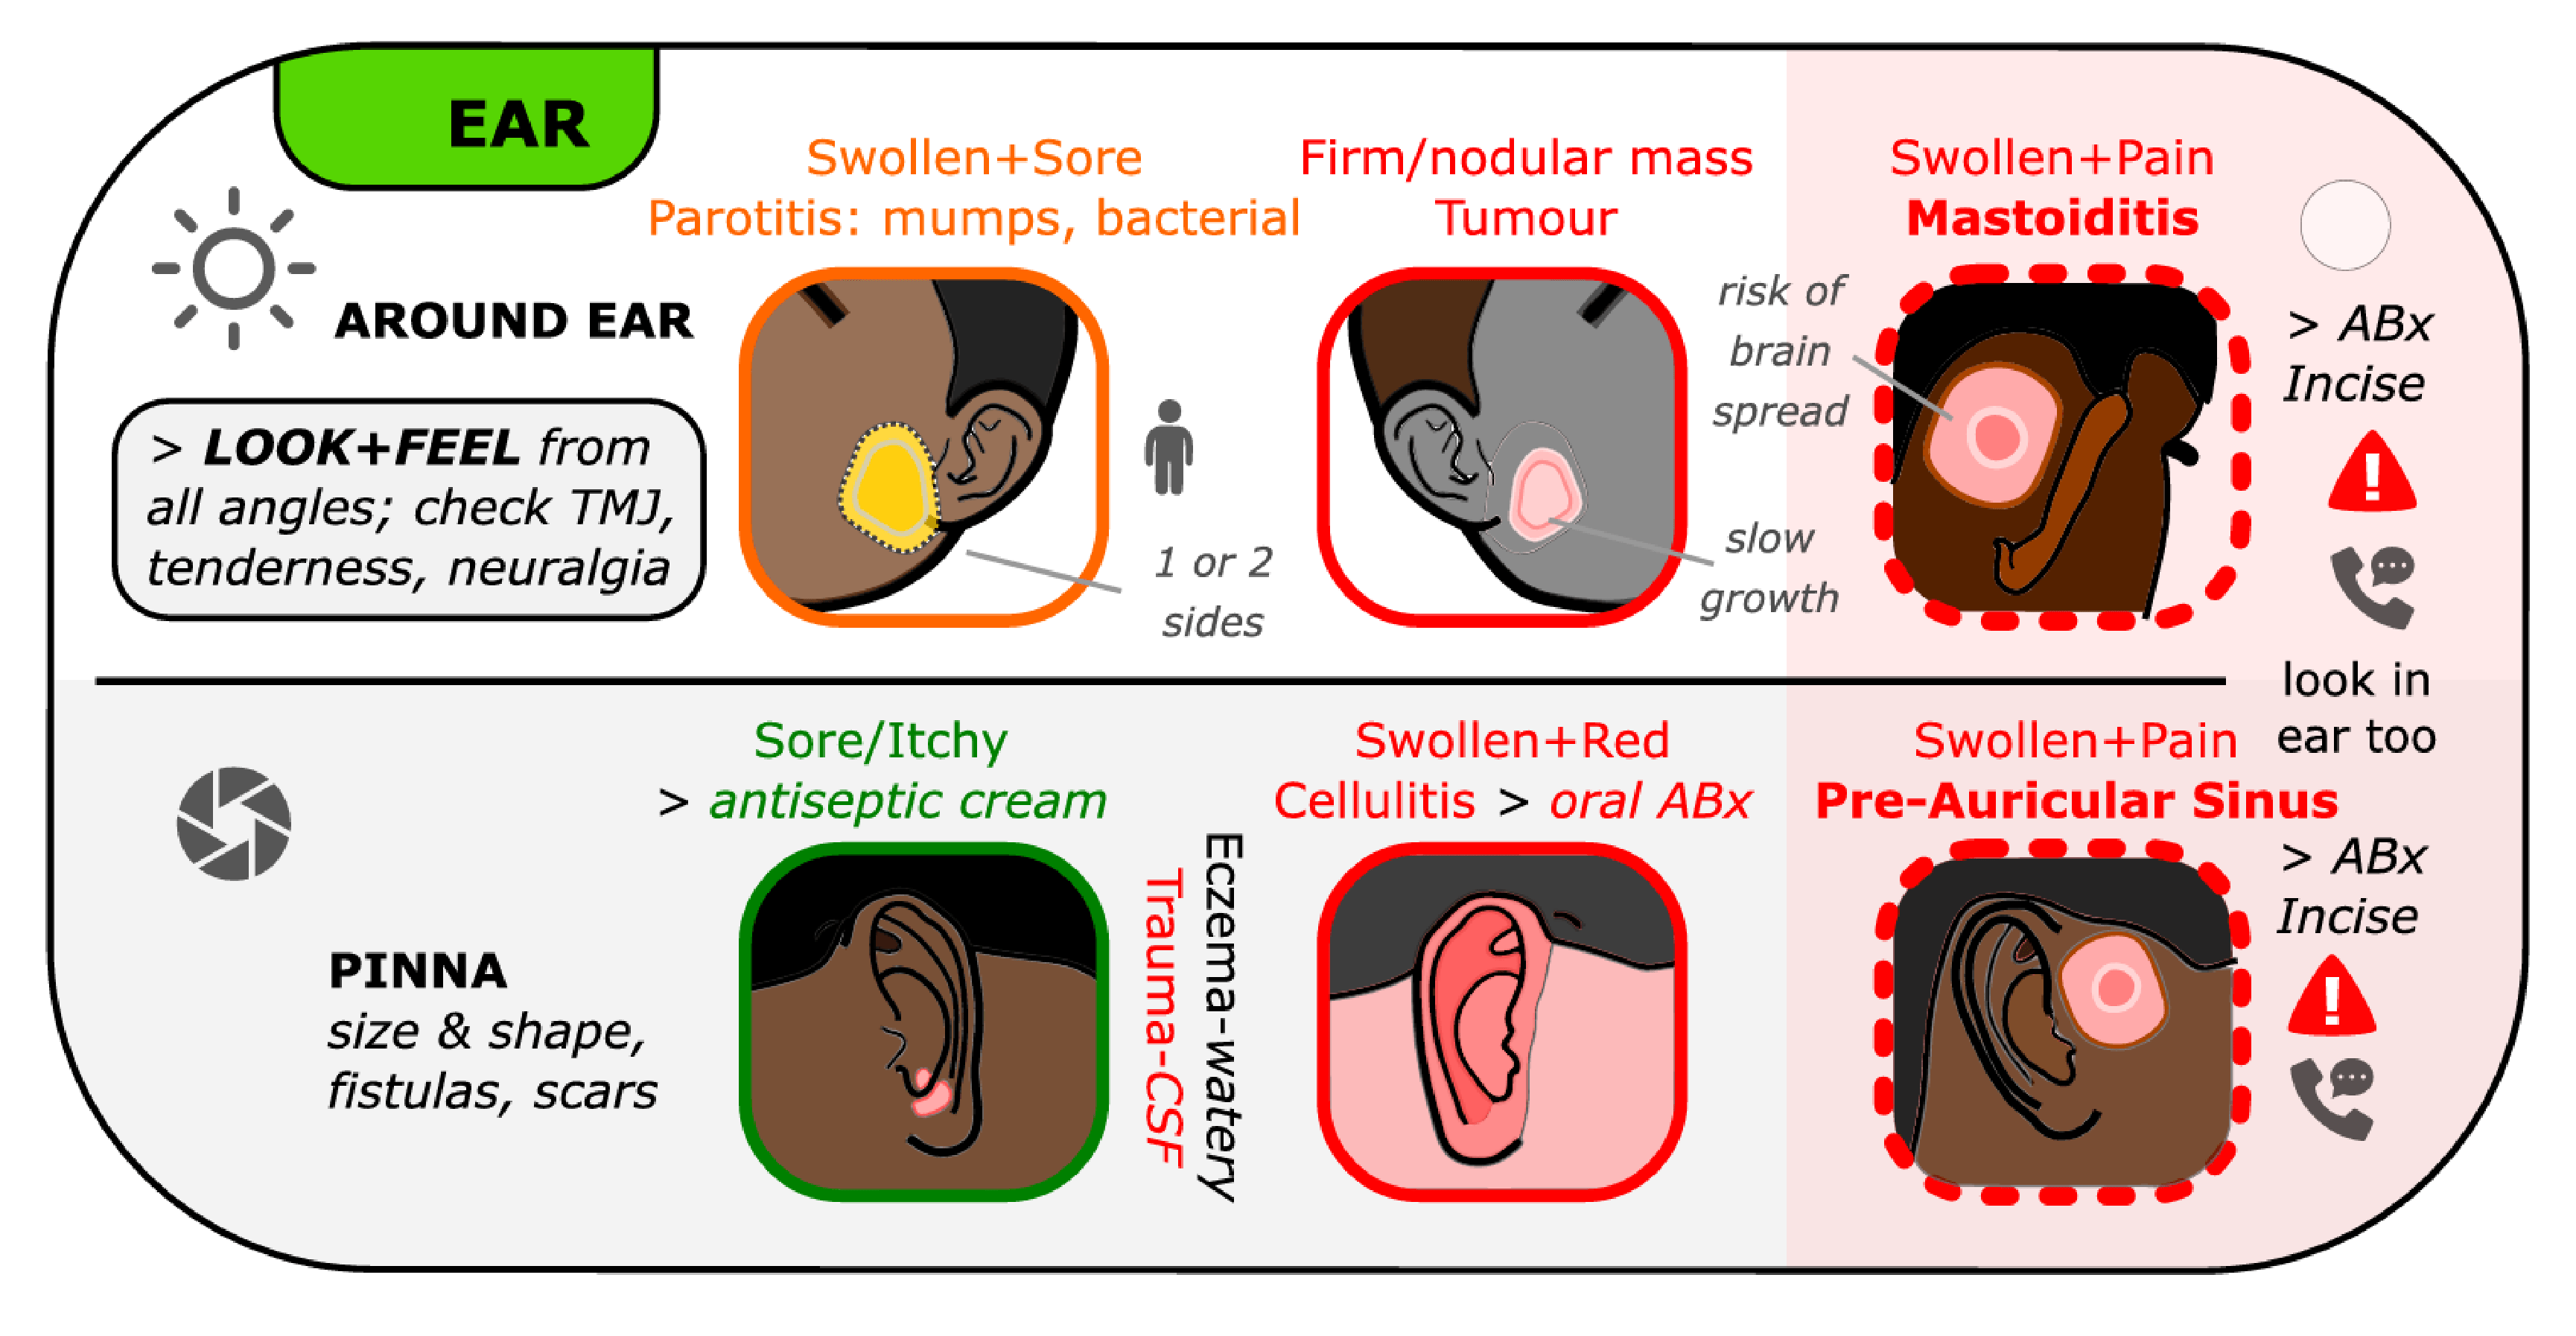 EAR
AROUND EAR
> LOOK+FEEL from
all angles; check TMJ,
tenderness, neuralgia
Swollen+Sore
Parotitis: mumps, bacterial
1 or 2
sides
Firm/nodular mass
Tumour
slow
growth
Swollen+Pain
Mastoiditis
risk of
brain
spread
> ABx
Incise
look in
ear too
PINNA
size & shape,
fistulas, scars
Sore/Itchy
> antiseptic cream
Trauma-CSF
Eczema-watery
Swollen+Red
Cellulitis > oral ABx
Swollen+Pain
Pre-Auricular Sinus
> ABx
Incise